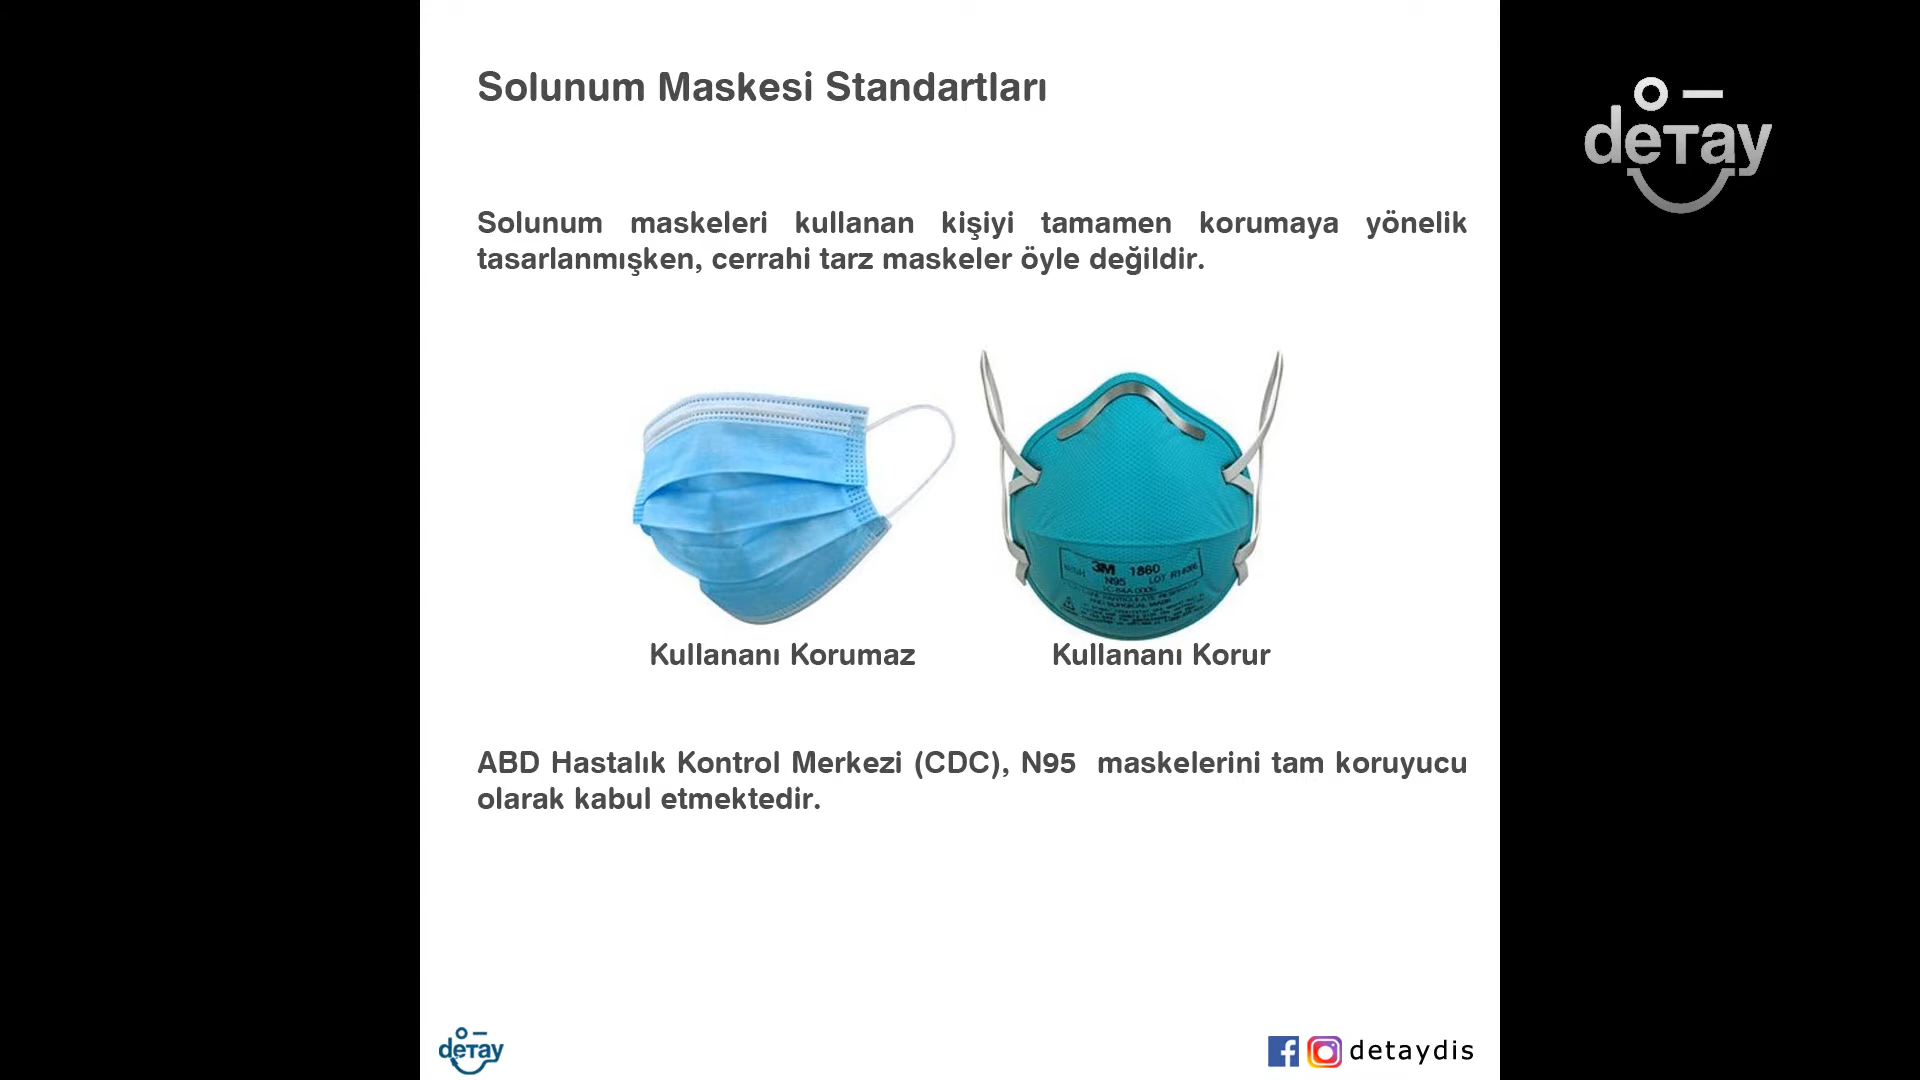 Solunum Maskesi Standartları
detay
Solunum maskeleri kullanan kişiyi tamamen korumaya yönelik
tasarlanmışken, cerrahi tarz maskeler öyle değildir.
3M 1860
N95 LOT
Kullananı Korumaz
Kullananı Korur
ABD Hastalık Kontrol Merkezi (CDC), N95 maskelerini tam koruyucu
olarak kabul etmektedir.
detay
detaydis